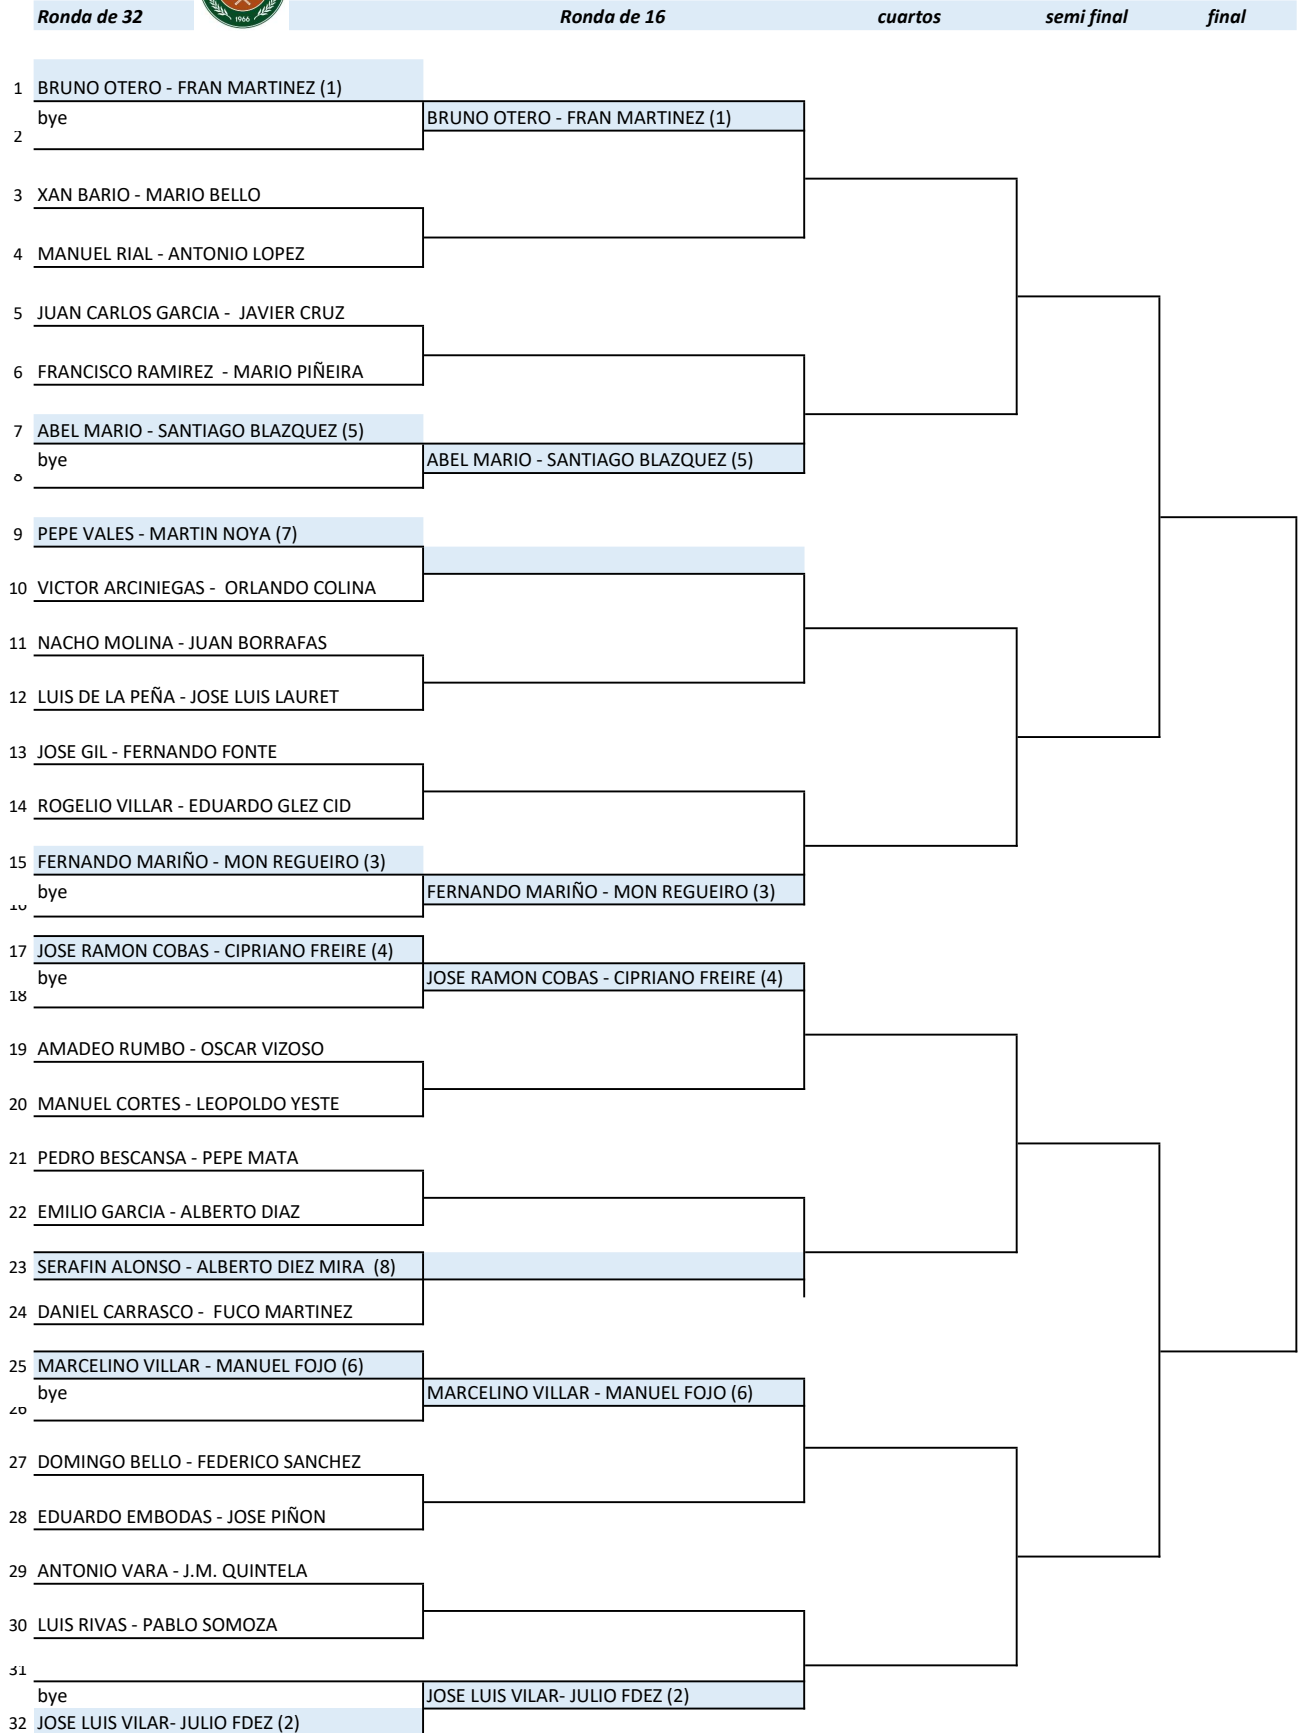 Ronda de 32 Ronda de 16 cuartos semi final final
1966
1 BRUNO OTERO - FRAN MARTINEZ (1)
bye BRUNO OTERO - FRAN MARTINEZ (1)
2
3 XAN BARIO - MARIO BELLO
4 MANUEL RIAL - ANTONIO LOPEZ
5 JUAN CARLOS GARCIA - JAVIER CRUZ
6 FRANCISCO RAMIREZ - MARIO PIÑEIRA
7 ABEL MARIO - SANTIAGO BLAZQUEZ (5)
bye ABEL MARIO - SANTIAGO BLAZQUEZ (5)
8
9 PEPE VALES - MARTIN NOYA (7)
10 VICTOR ARCINIEGAS - ORLANDO COLINA
11 NACHO MOLINA - JUAN BORRAFAS
12 LUIS DE LA PEÑA - JOSE LUIS LAURET
13 JOSE GIL - FERNANDO FONTE
14 ROGELIO VILLAR - EDUARDO GLEZ CID
15 FERNANDO MARIÑO - MON REGUEIRO (3)
bye FERNANDO MARIÑO - MON REGUEIRO (3)
16
17 JOSE RAMON COBAS - CIPRIANO FREIRE (4)
bye JOSE RAMON COBAS - CIPRIANO FREIRE (4)
18
19 AMADEO RUMBO - OSCAR VIZOSO
20 MANUEL CORTES - LEOPOLDO YESTE
21 PEDRO BESCANSA - PEPE MATA
22 EMILIO GARCIA - ALBERTO DIAZ
23 SERAFIN ALONSO - ALBERTO DIEZ MIRA (8)
24 DANIEL CARRASCO - FUCO MARTINEZ
25 MARCELINO VILLAR - MANUEL FOJO (6)
bye MARCELINO VILLAR - MANUEL FOJO (6)
26
27 DOMINGO BELLO - FEDERICO SANCHEZ
28 EDUARDO EMBODAS - JOSE PIÑON
29 ANTONIO VARA - J.M. QUINTELA
30 LUIS RIVAS - PABLO SOMOZA
31
bye JOSE LUIS VILAR- JULIO FDEZ (2)
32 JOSE LUIS VILAR- JULIO FDEZ (2)